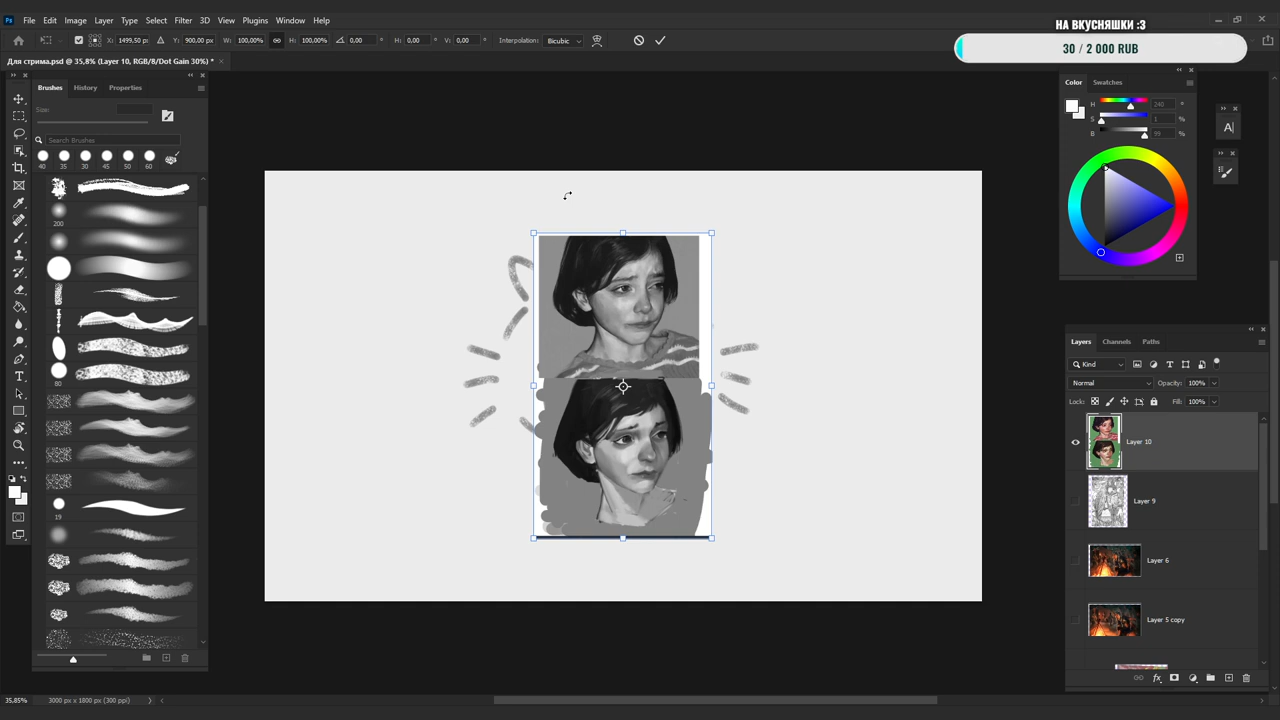 Ps File Edit Image Layer Type Select Filter 3D View Plugins Window Help
НА ВКУСНЯШКИ :3
30 / 2 000 RUB
X: 1499,50 px Y: 900,00 px W: 100,00% H: 100,00% 0,00 ° H: 0,00 ° V: 0,00 ° Interpolation: Bicubic
Для стрима.psd @ 35,8% (Layer 10, RGB/8/Dot Gain 30%) * ×
Brushes History Properties
Size:
Search Brushes
40 35 30 45 50 60
200
80
19
Color Swatches
H 240 °
S 1 %
B 99 %
A|
Layers Channels Paths
Kind
Normal Opacity: 100%
Lock: Fill: 100%
Layer 10
Layer 9
Layer 6
Layer 5 copy
fx
35,85% 3000 px x 1800 px (300 ppi)